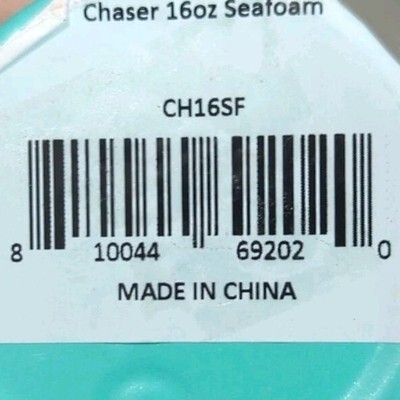 Chaser 16oz Seafoam
CH16SF
8 10044 69202 0
MADE IN CHINA